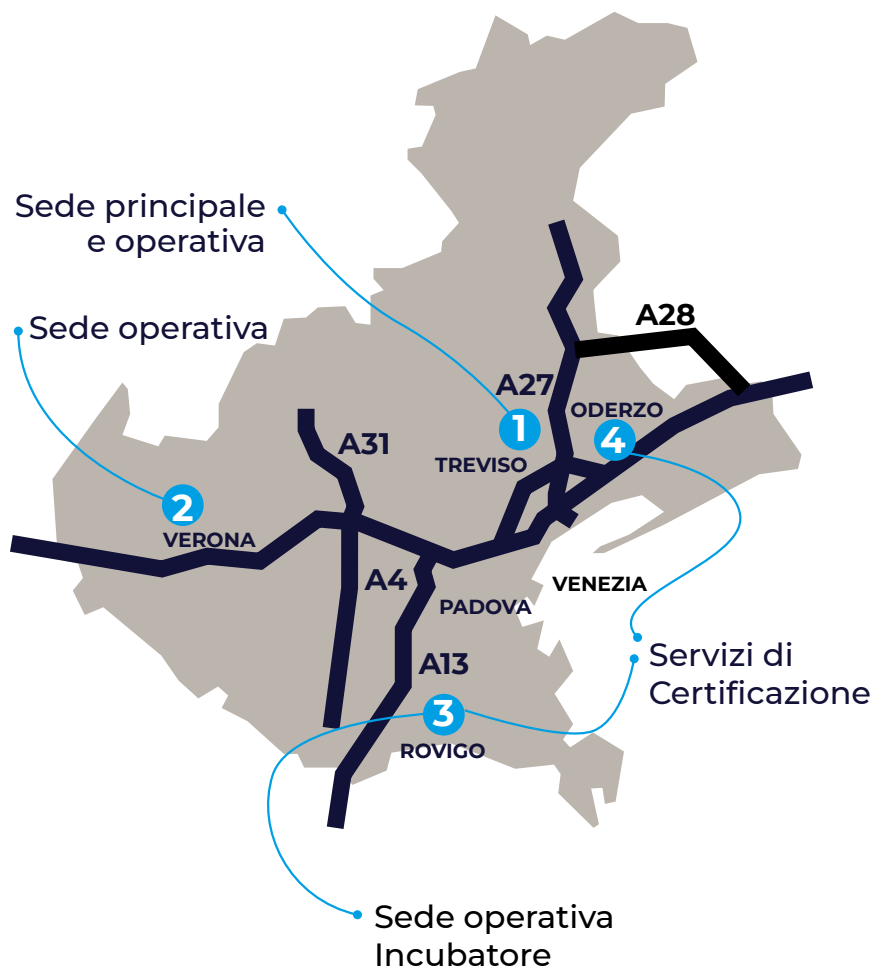 Sede principale
e operativa
Sede operativa
A28
A27
ODERZO
1
4
A31
TREVISO
2
VERONA
A4
VENEZIA
PADOVA
A13
Servizi di
Certificazione
3
ROVIGO
Sede operativa
Incubatore